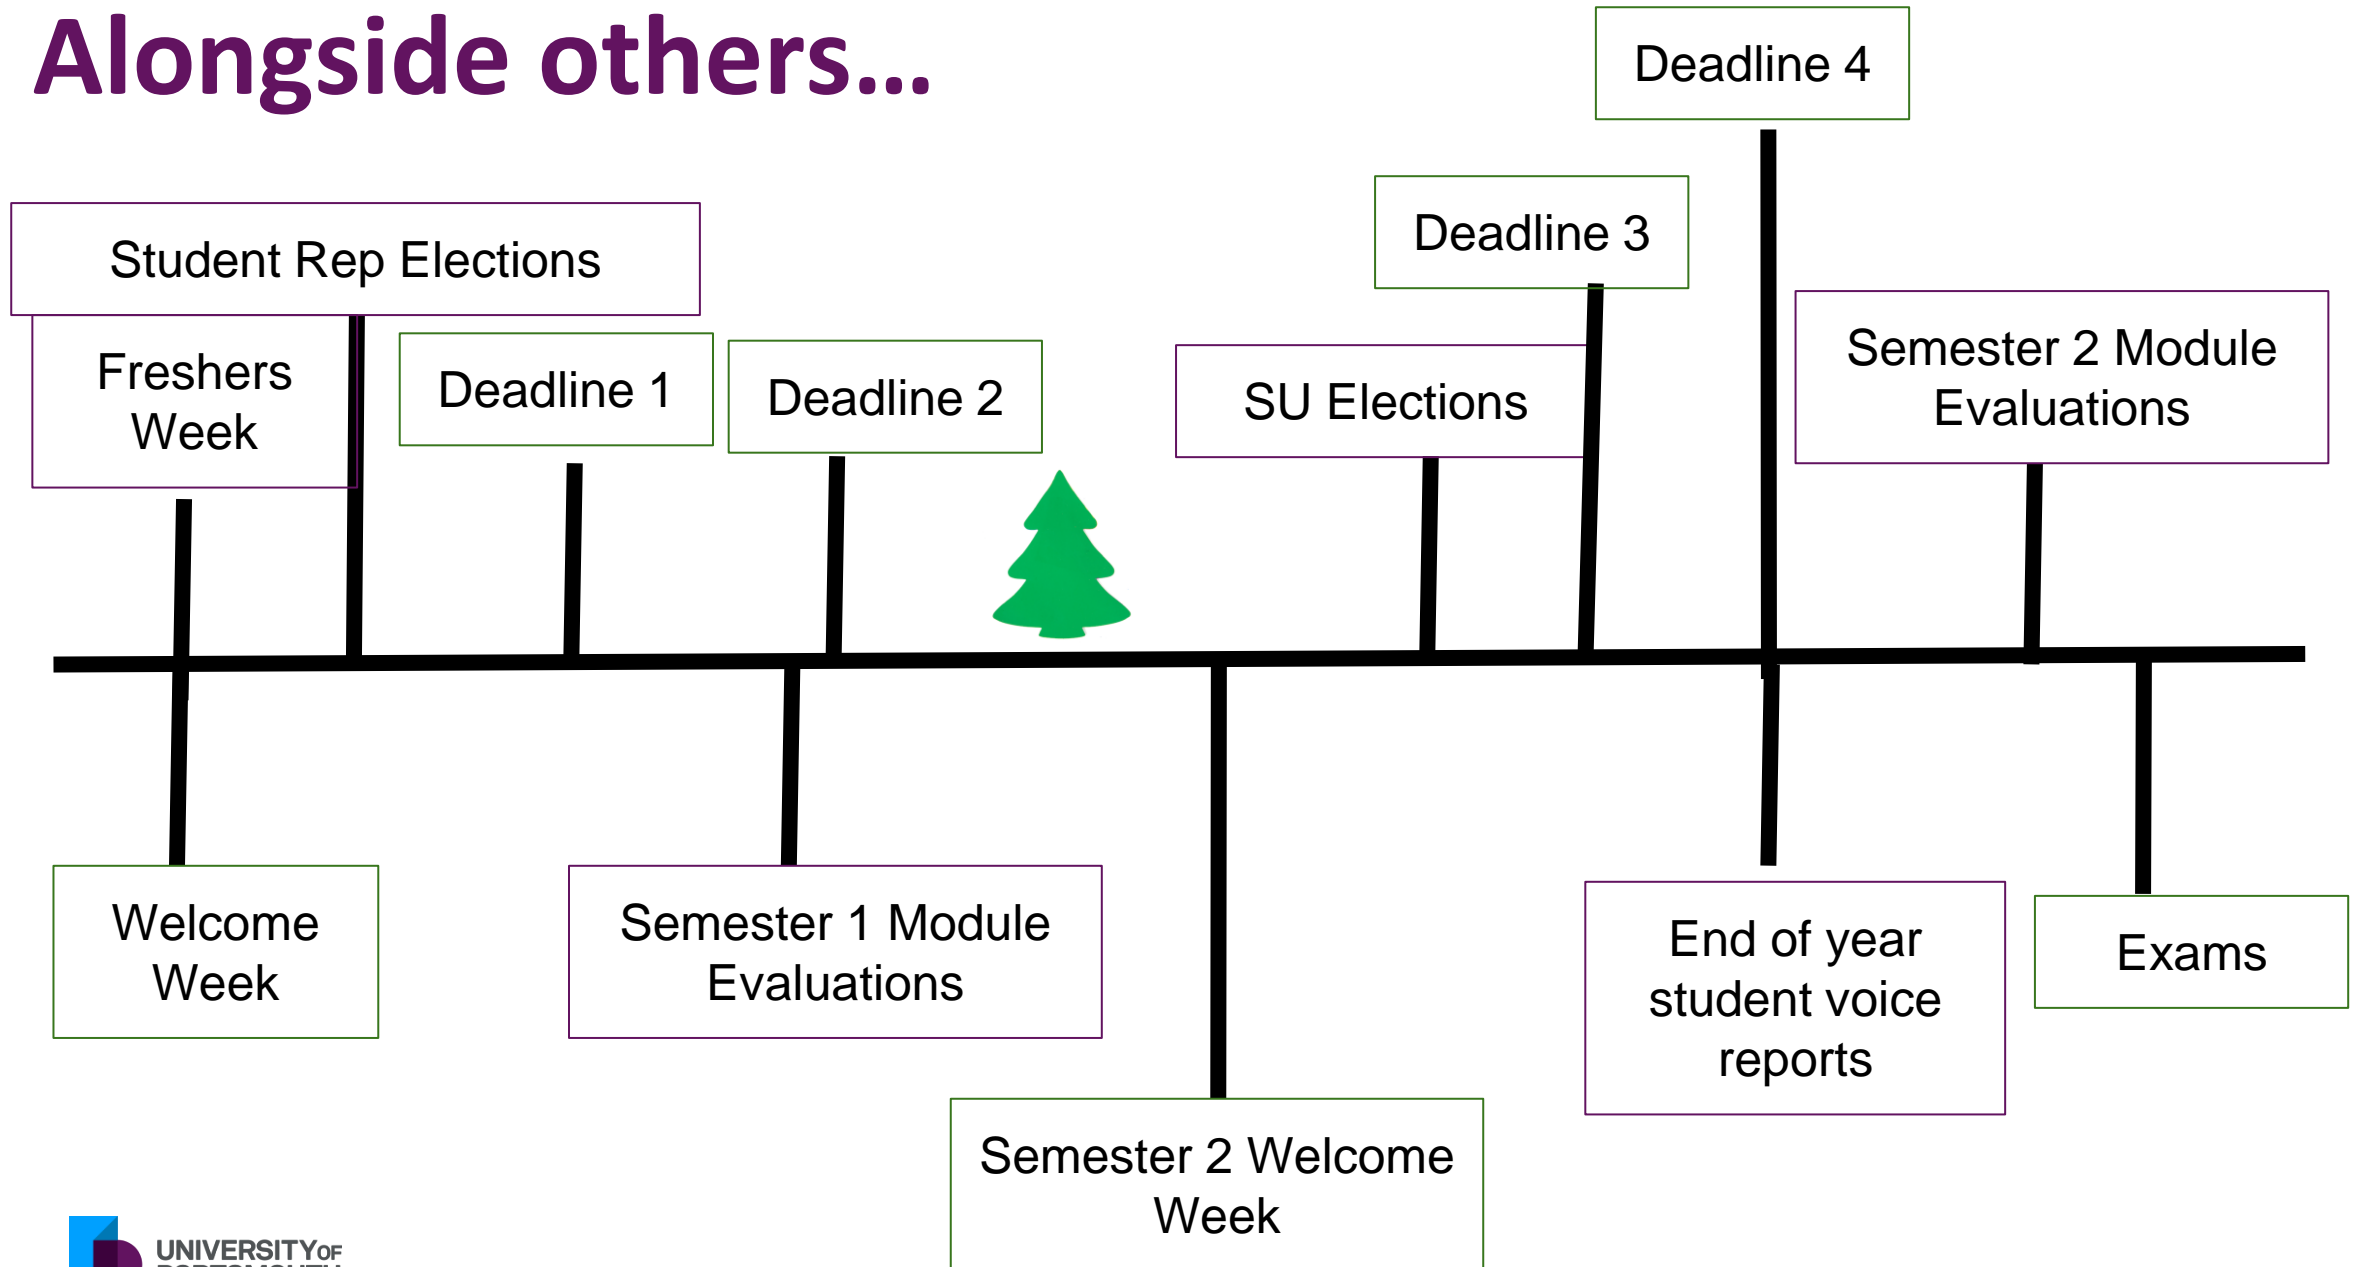 Alongside others...
Deadline 4
Deadline 3
Student Rep Elections
Freshers
Week
Deadline 1
Deadline 2
SU Elections
Semester 2 Module
Evaluations
Welcome
Week
Semester 1 Module
Evaluations
End of year
student voice
reports
Exams
Semester 2 Welcome
Week
UNIVERSITY OF
PORTSMOUTH